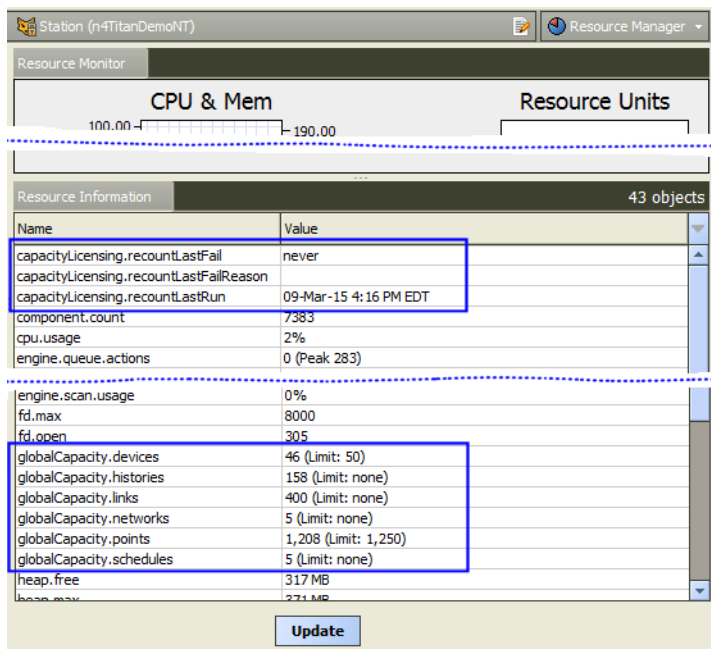 Station (n4TitanDemoNT) Resource Manager
Resource Monitor
CPU & Mem Resource Units
100.00 190.00
Resource Information 43 objects
Name Value
capacityLicensing.recountLastFail never
capacityLicensing.recountLastFailReason
capacityLicensing.recountLastRun 09-Mar-15 4:16 PM EDT
component.count 7383
cpu.usage 2%
engine.queue.actions 0 (Peak 283)
engine.scan.usage 0%
fd.max 8000
fd.open 305
globalCapacity.devices 46 (Limit: 50)
globalCapacity.histories 158 (Limit: none)
globalCapacity.links 400 (Limit: none)
globalCapacity.networks 5 (Limit: none)
globalCapacity.points 1,208 (Limit: 1,250)
globalCapacity.schedules 5 (Limit: none)
heap.free 317 MB
heap.max 371 MB
Update